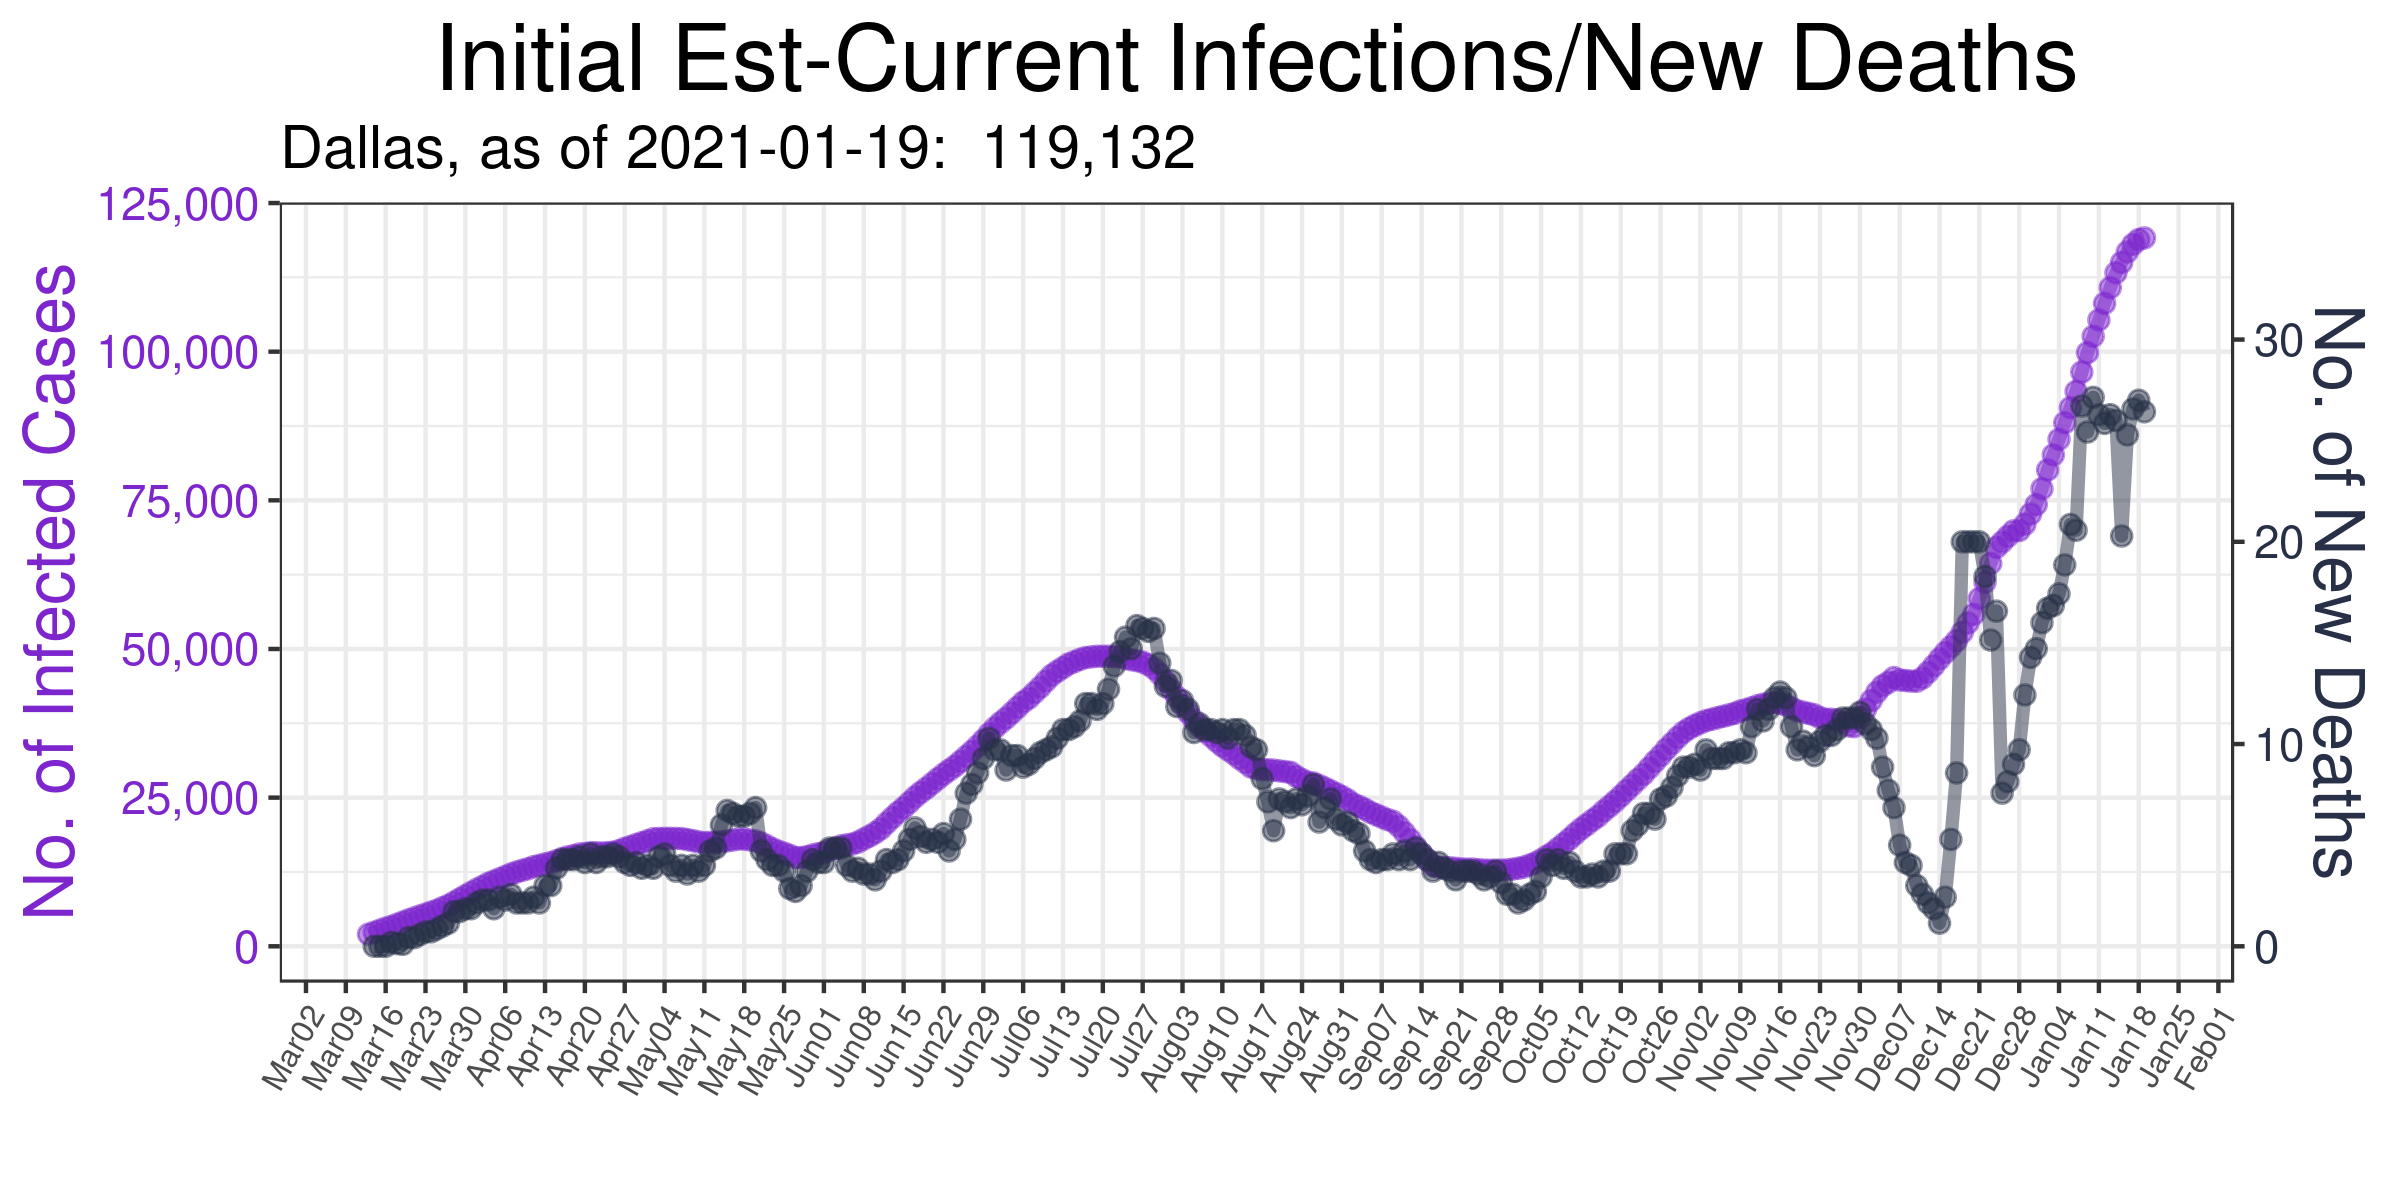 Initial Est-Current Infections/New Deaths
Dallas, as of 2021-01-19:  119,132
No. of Infected Cases
125,000
100,000
75,000
50,000
25,000
0
No. of New Deaths
30
20
10
0
Mar02
Mar09
Mar16
Mar23
Mar30
Apr06
Apr13
Apr20
Apr27
May04
May11
May18
May25
Jun01
Jun08
Jun15
Jun22
Jun29
Jul06
Jul13
Jul20
Jul27
Aug03
Aug10
Aug17
Aug24
Aug31
Sep07
Sep14
Sep21
Sep28
Oct05
Oct12
Oct19
Oct26
Nov02
Nov09
Nov16
Nov23
Nov30
Dec07
Dec14
Dec21
Dec28
Jan04
Jan11
Jan18
Jan25
Feb01